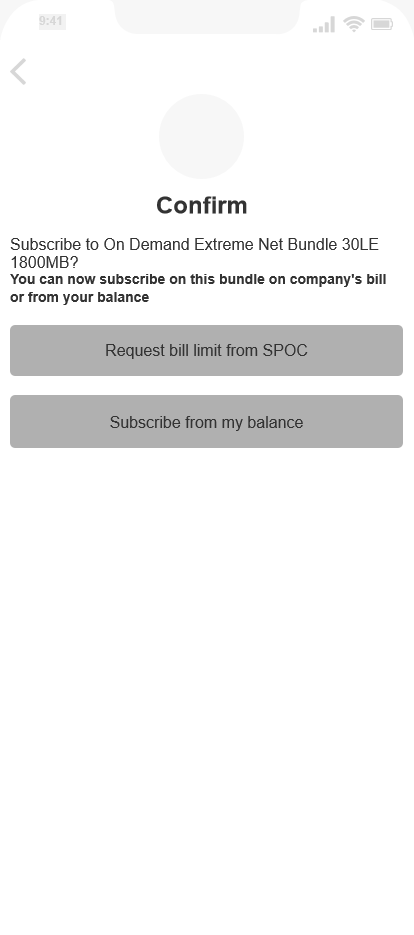 9:41
Confirm
Subscribe to On Demand Extreme Net Bundle 30LE
1800MB?
You can now subscribe on this bundle on company's bill
or from your balance
Request bill limit from SPOC
Subscribe from my balance